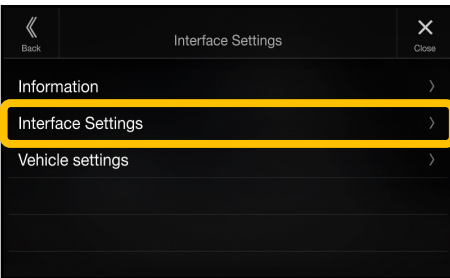 Back
Interface Settings
Close
Information
Interface Settings
Vehicle settings